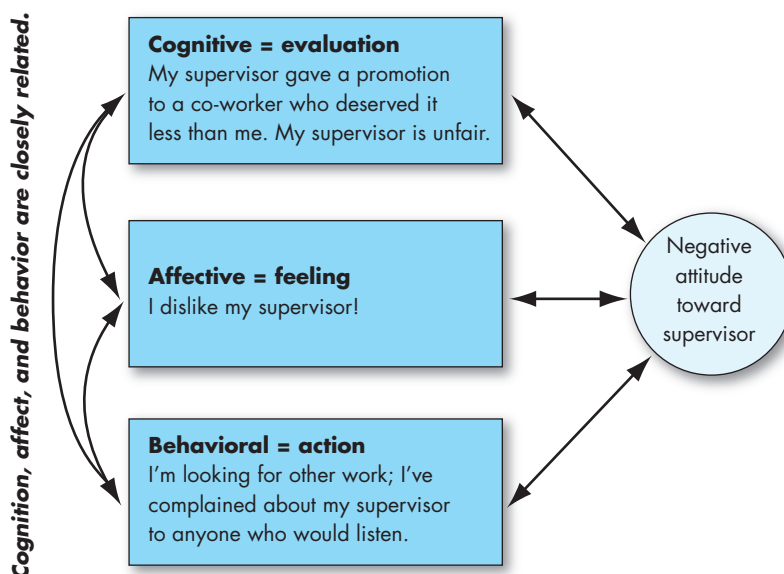 Cognition, affect, and behavior are closely related.
Cognitive = evaluation
My supervisor gave a promotion
to a co-worker who deserved it
less than me. My supervisor is unfair.
Affective = feeling
I dislike my supervisor!
Behavioral = action
I’m looking for other work; I’ve
complained about my supervisor
to anyone who would listen.
Negative
attitude
toward
supervisor